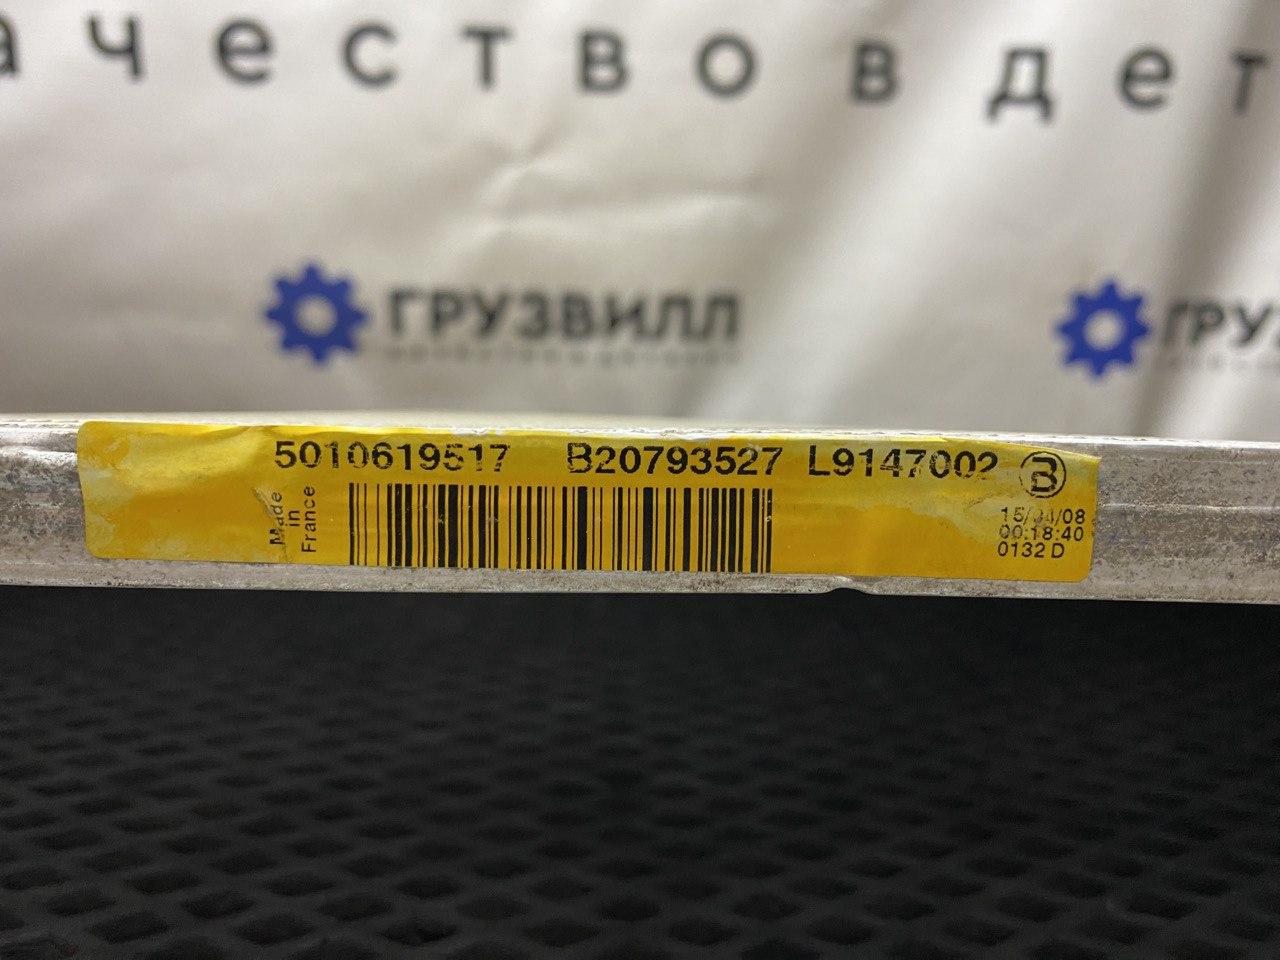 ачество в дет
ГРУЗВИЛЛ
ГРУЗ
5010619517 B20793527 L9147002 B
Made
in
France
15/04/08
00:18:40
0132 D